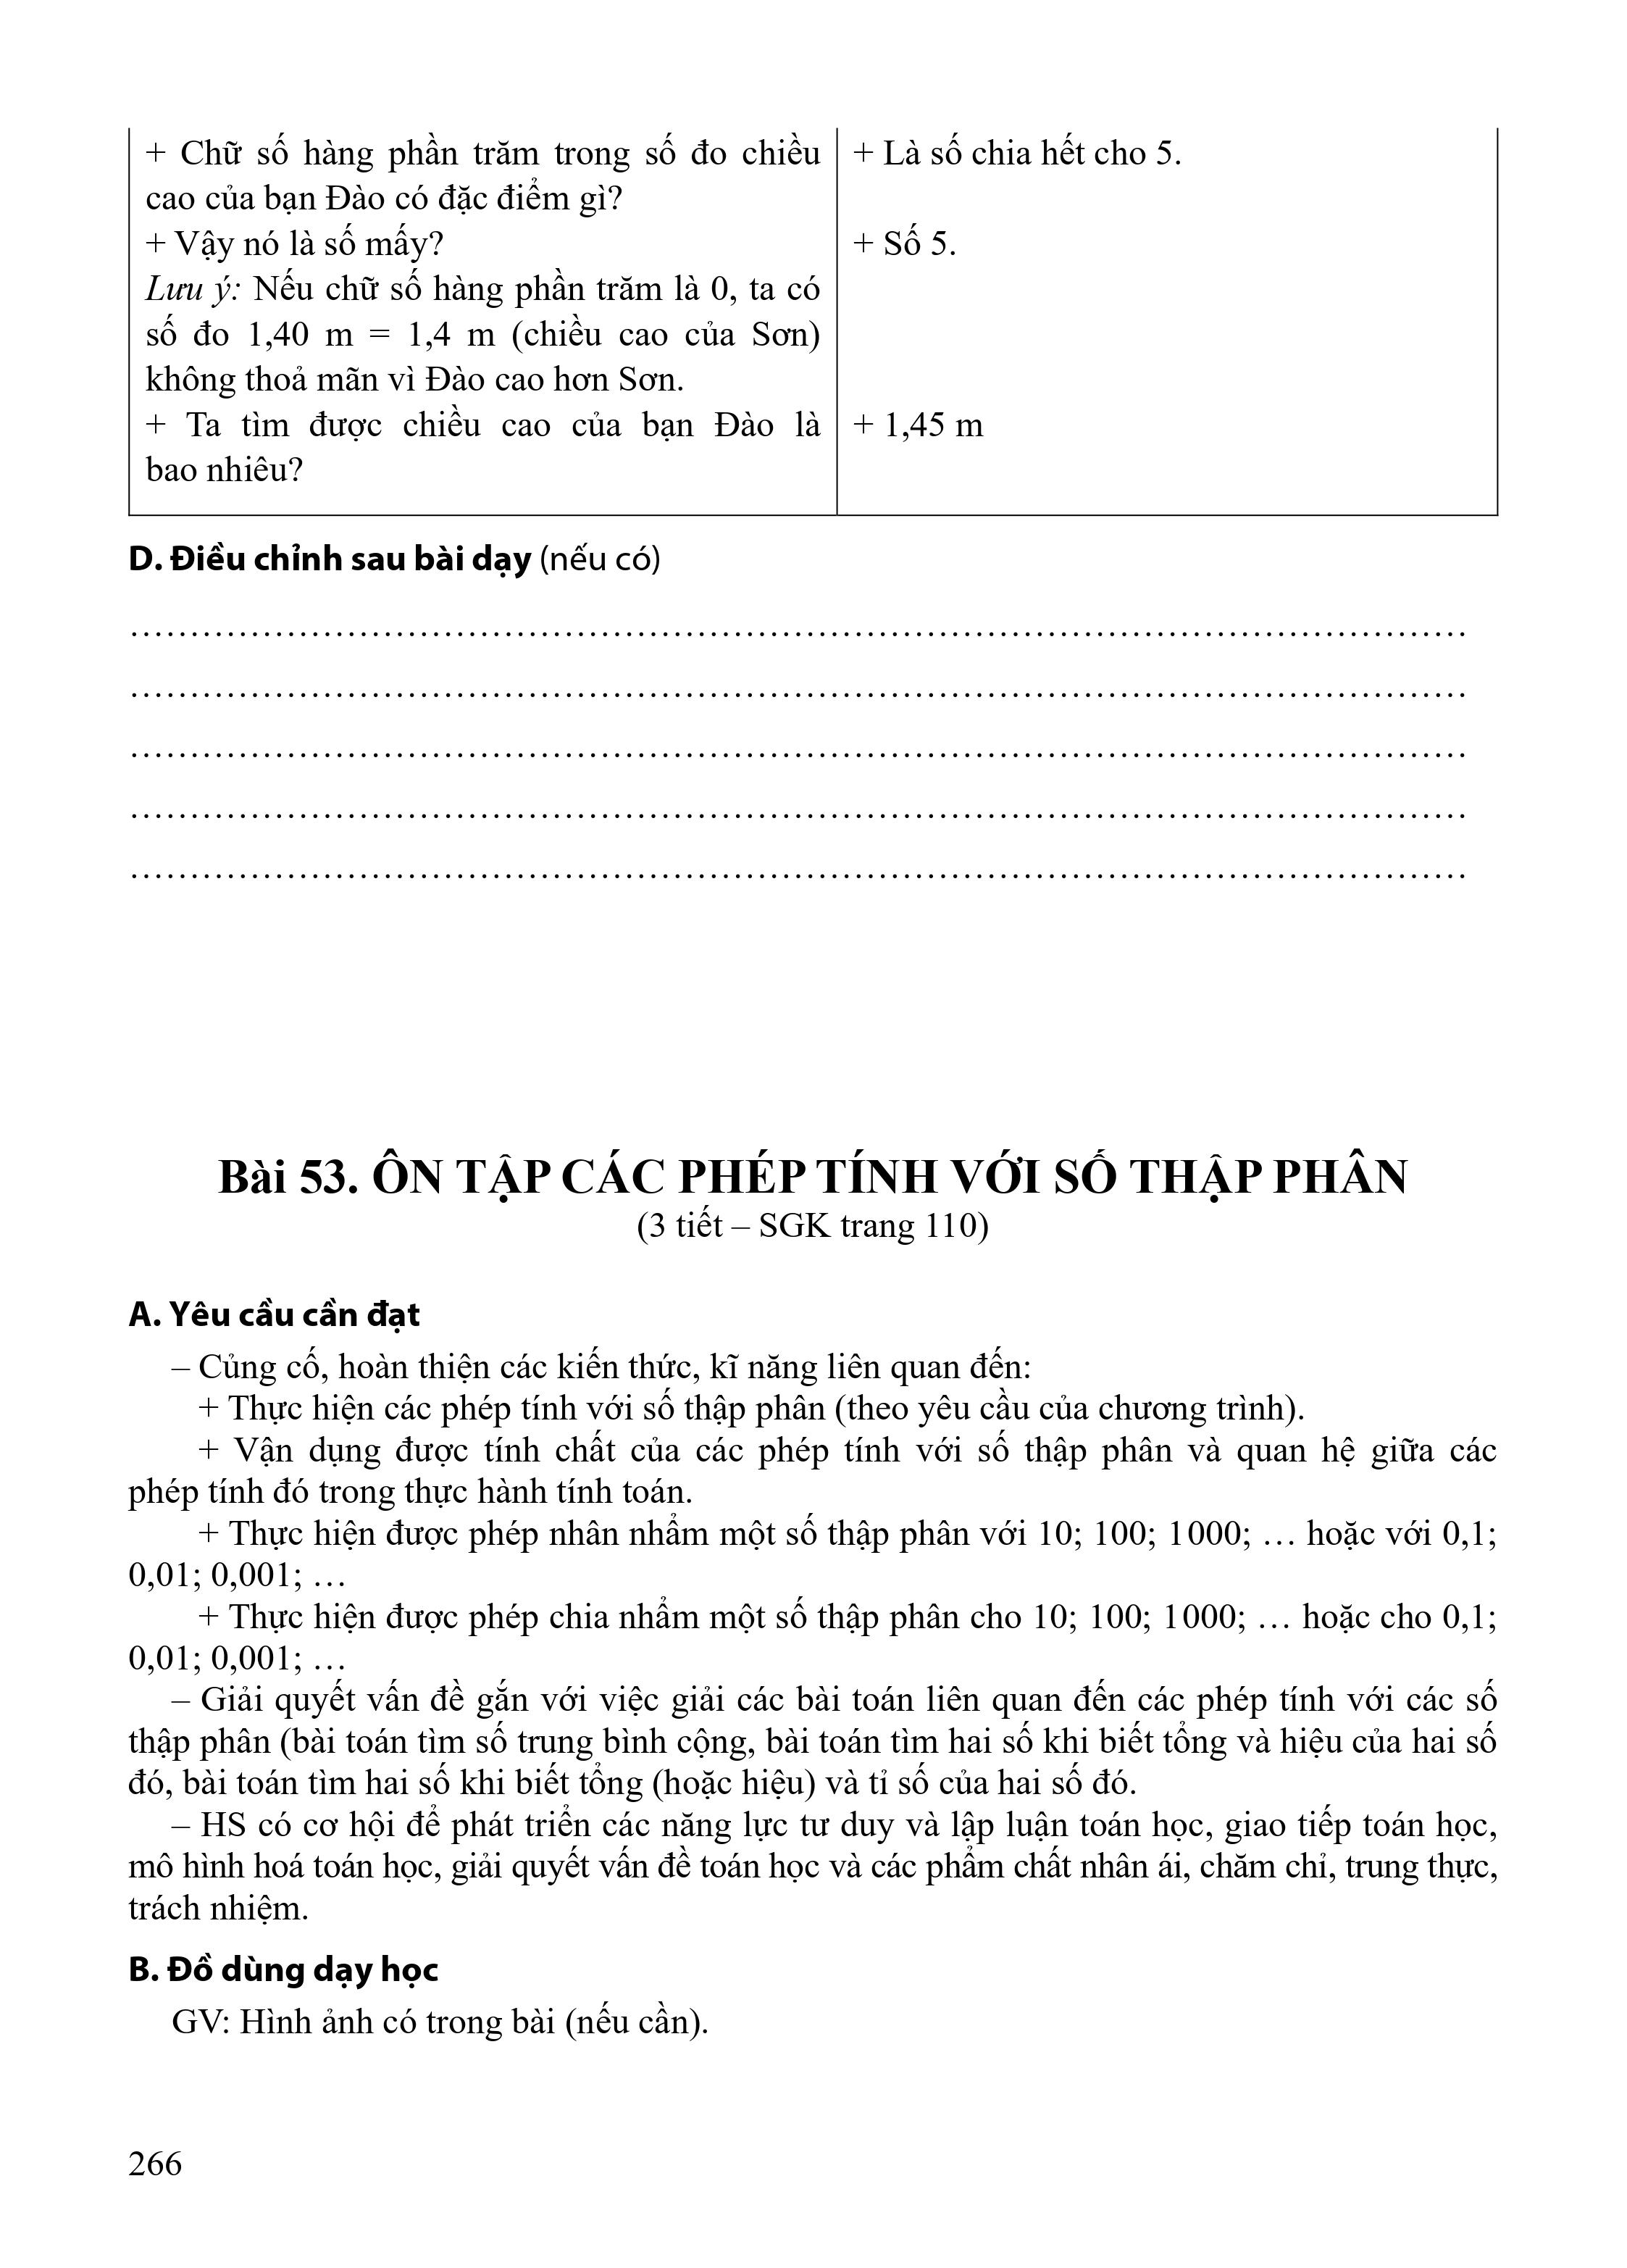 + Chữ số hàng phần trăm trong số đo chiều
cao của bạn Đào có đặc điểm gì?
+ Là số chia hết cho 5.
+ Vậy nó là số mấy?
+ Số 5.
Lưu ý: Nếu chữ số hàng phần trăm là 0, ta có
số đo 1,40 m = 1,4 m (chiều cao của Sơn)
không thoả mãn vì Đào cao hơn Sơn.
+ Ta tìm được chiều cao của bạn Đào là
bao nhiêu?
+ 1,45 m
D. Điều chỉnh sau bài dạy (nếu có)
Bài 53. ÔN TẬP CÁC PHÉP TÍNH VỚI SỐ THẬP PHÂN
(3 tiết – SGK trang 110)
A. Yêu cầu cần đạt
– Củng cố, hoàn thiện các kiến thức, kĩ năng liên quan đến:
+ Thực hiện các phép tính với số thập phân (theo yêu cầu của chương trình).
+ Vận dụng được tính chất của các phép tính với số thập phân và quan hệ giữa các
phép tính đó trong thực hành tính toán.
+ Thực hiện được phép nhân nhẩm một số thập phân với 10; 100; 1000; … hoặc với 0,1;
0,01; 0,001; …
+ Thực hiện được phép chia nhẩm một số thập phân cho 10; 100; 1000; … hoặc cho 0,1;
0,01; 0,001; …
– Giải quyết vấn đề gắn với việc giải các bài toán liên quan đến các phép tính với các số
thập phân (bài toán tìm số trung bình cộng, bài toán tìm hai số khi biết tổng và hiệu của hai số
đó, bài toán tìm hai số khi biết tổng (hoặc hiệu) và tỉ số của hai số đó.
– HS có cơ hội để phát triển các năng lực tư duy và lập luận toán học, giao tiếp toán học,
mô hình hoá toán học, giải quyết vấn đề toán học và các phẩm chất nhân ái, chăm chỉ, trung thực,
trách nhiệm.
B. Đồ dùng dạy học
GV: Hình ảnh có trong bài (nếu cần).
266